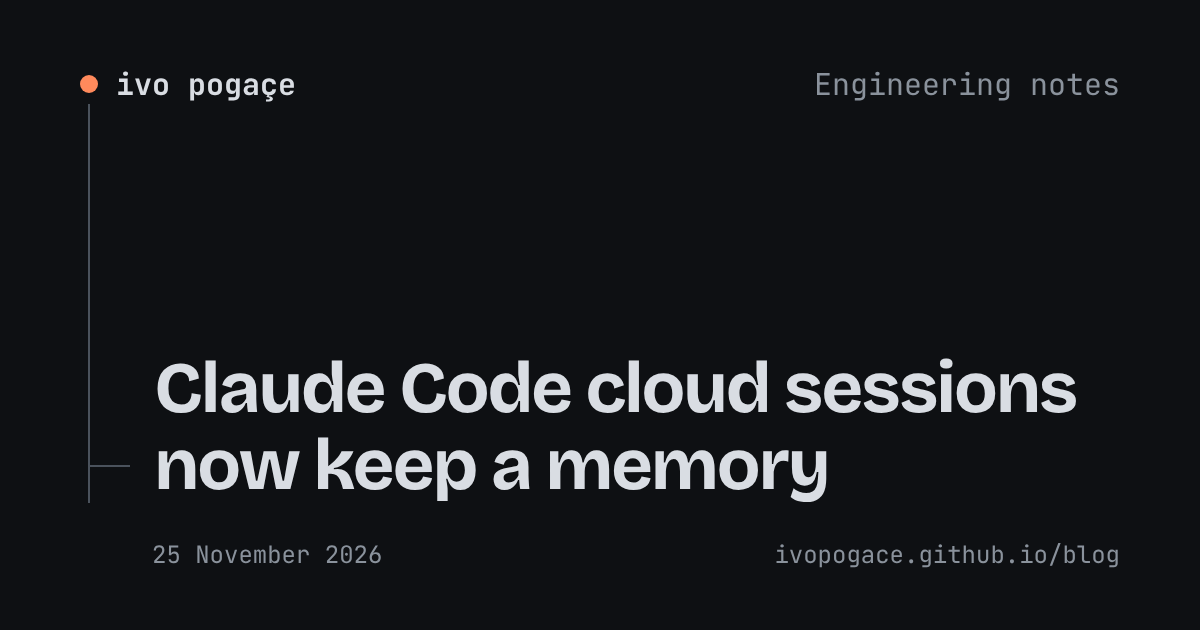 ivo pogaçe
Engineering notes
Claude Code cloud sessions
now keep a memory
25 November 2026
ivopogace.github.io/blog